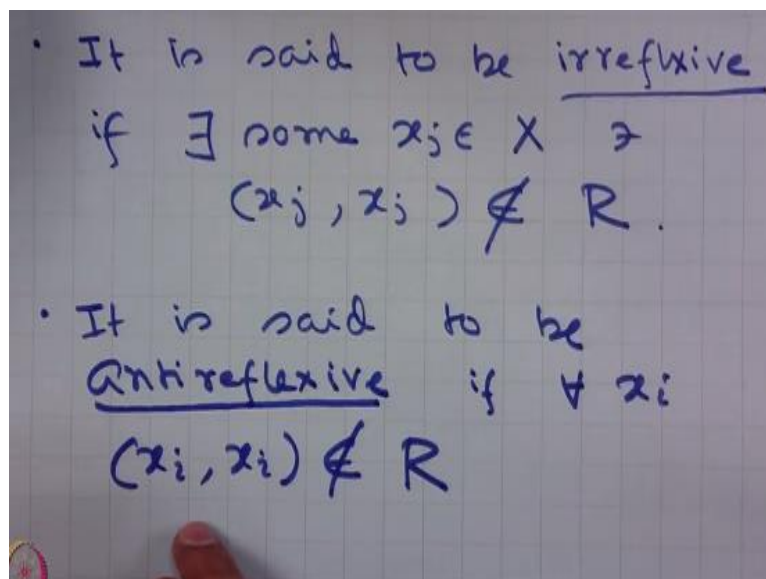 • It is said to be irreflxive
if ∃ some xⱼ ∈ X ∋
(xⱼ, xⱼ) ∉ R.
• It is said to be
antireflexive if ∀ xᵢ
(xᵢ, xᵢ) ∉ R